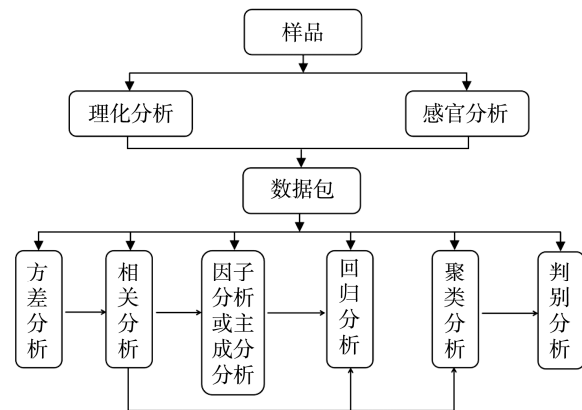 样品
理化分析
感官分析
数据包
方差分析
相关分析
因子
分析
或主
成分
分析
回归分析
聚类分析
判别分析